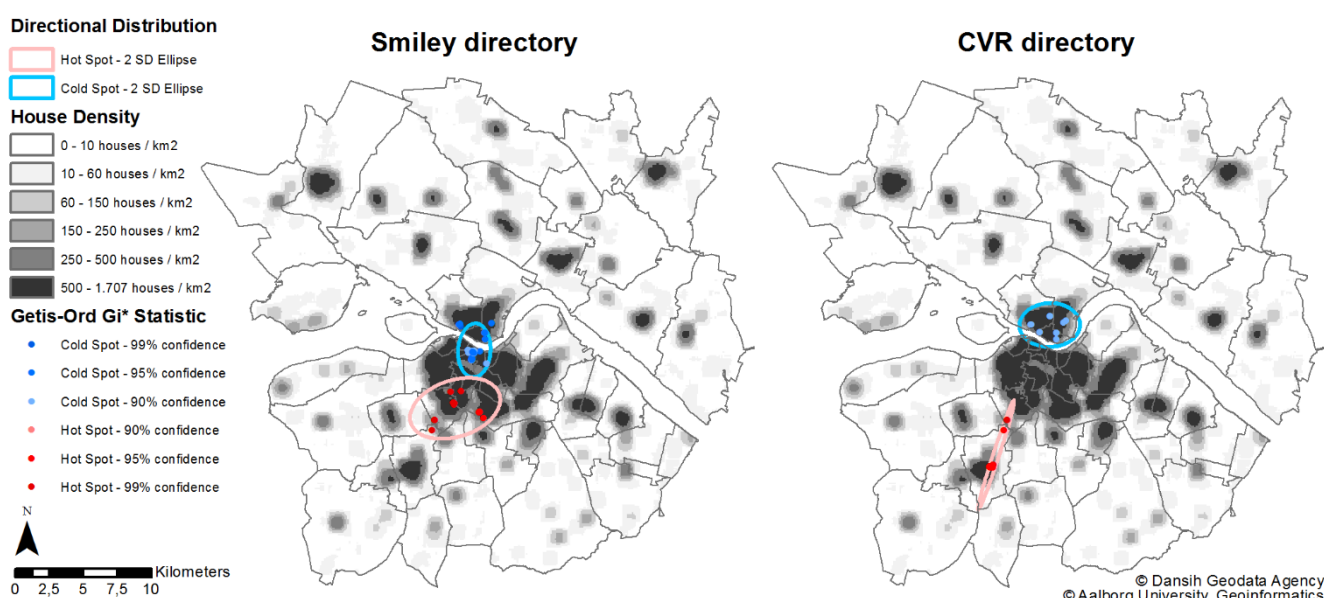 Directional Distribution
Hot Spot - 2 SD Ellipse
Cold Spot - 2 SD Ellipse
House Density
0 - 10 houses / km2
10 - 60 houses / km2
60 - 150 houses / km2
150 - 250 houses / km2
250 - 500 houses / km2
500 - 1.707 houses / km2
Getis-Ord Gi* Statistic
Cold Spot - 99% confidence
Cold Spot - 95% confidence
Cold Spot - 90% confidence
Hot Spot - 90% confidence
Hot Spot - 95% confidence
Hot Spot - 99% confidence
N
Kilometers
0 2,5 5 7,5 10
Smiley directory
CVR directory
© Dansih Geodata Agency
© Aalborg University, Geoinformatics